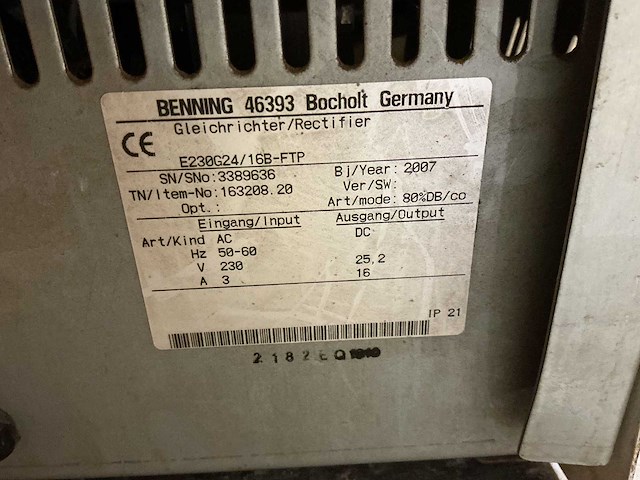 BENNING 46393 Bocholt Germany
CE Gleichrichter/Rectifier
E230G24/16B-FTP
SN/SNo: 3389636 Bj/Year: 2007
TN/Item-No: 163208.20 Ver/SW:
Opt.: Art/mode: 80%DB/co
Eingang/Input Ausgang/Output
Art/Kind AC DC
Hz 50-60
V 230 25,2
A 3 16
IP 21
2182EQ